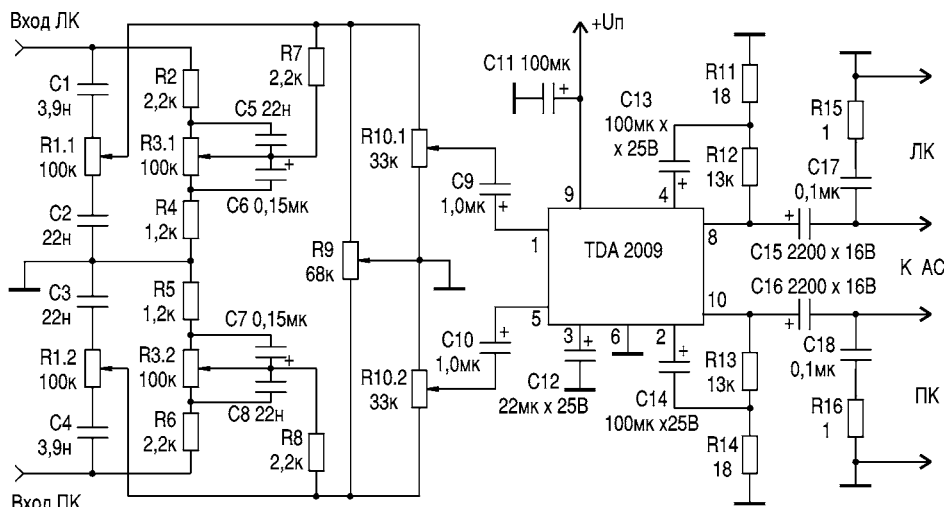 Вход ЛК
C1
3,9н
R1.1
100к
C2
22н
C3
22н
R1.2
100к
C4
3,9н
Вход ПК
R2
2,2к
R3.1
100к
R4
1,2к
R5
1,2к
R3.2
100к
R6
2,2к
C5 22н
+
C6 0,15мк
C7 0,15мк
+
C8 22н
R7
2,2к
R8
2,2к
R9
68к
R10.1
33к
R10.2
33к
C9
1,0мк
+
C10
+
1,0мк
+Uп
C11 100мк
+
C12
+
22мк x 25В
C13
100мк x
x 25В
+
C14
+
100мк x25В
9
4
1
TDA 2009
8
5
3
6
2
10
R11
18
R12
13к
R13
13к
R14
18
+
C15 2200 x 16В
C16 2200 x 16В
+
R15
1
C17
0,1мк
C18
0,1мк
R16
1
ЛК
К АС
ПК